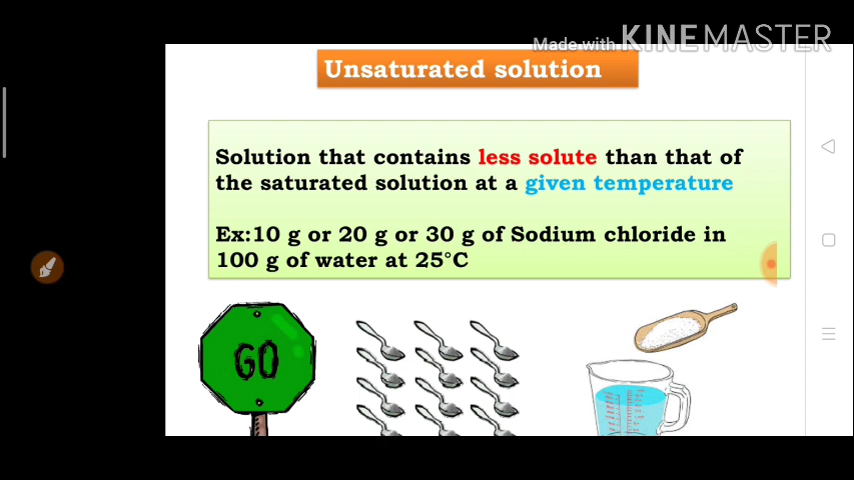 Made with KINEMASTER
Unsaturated solution
Solution that contains less solute than that of
the saturated solution at a given temperature
Ex:10 g or 20 g or 30 g of Sodium chloride in
100 g of water at 25°C
GO